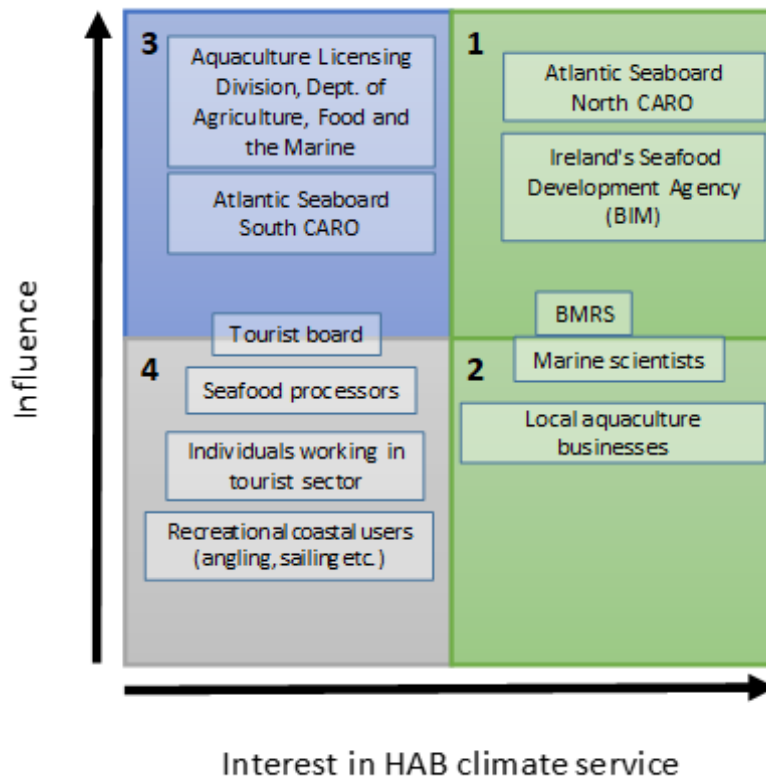 3
Aquaculture Licensing
Division, Dept. of
Agriculture, Food and
the Marine
Atlantic Seaboard
South CARO
1
Atlantic Seaboard
North CARO
Ireland's Seafood
Development Agency
(BIM)
BMRS
Tourist board
4
Seafood processors
Individuals working in
tourist sector
Recreational coastal users
(angling, sailing etc.)
2
Marine scientists
Local aquaculture
businesses
Influence
Interest in HAB climate service